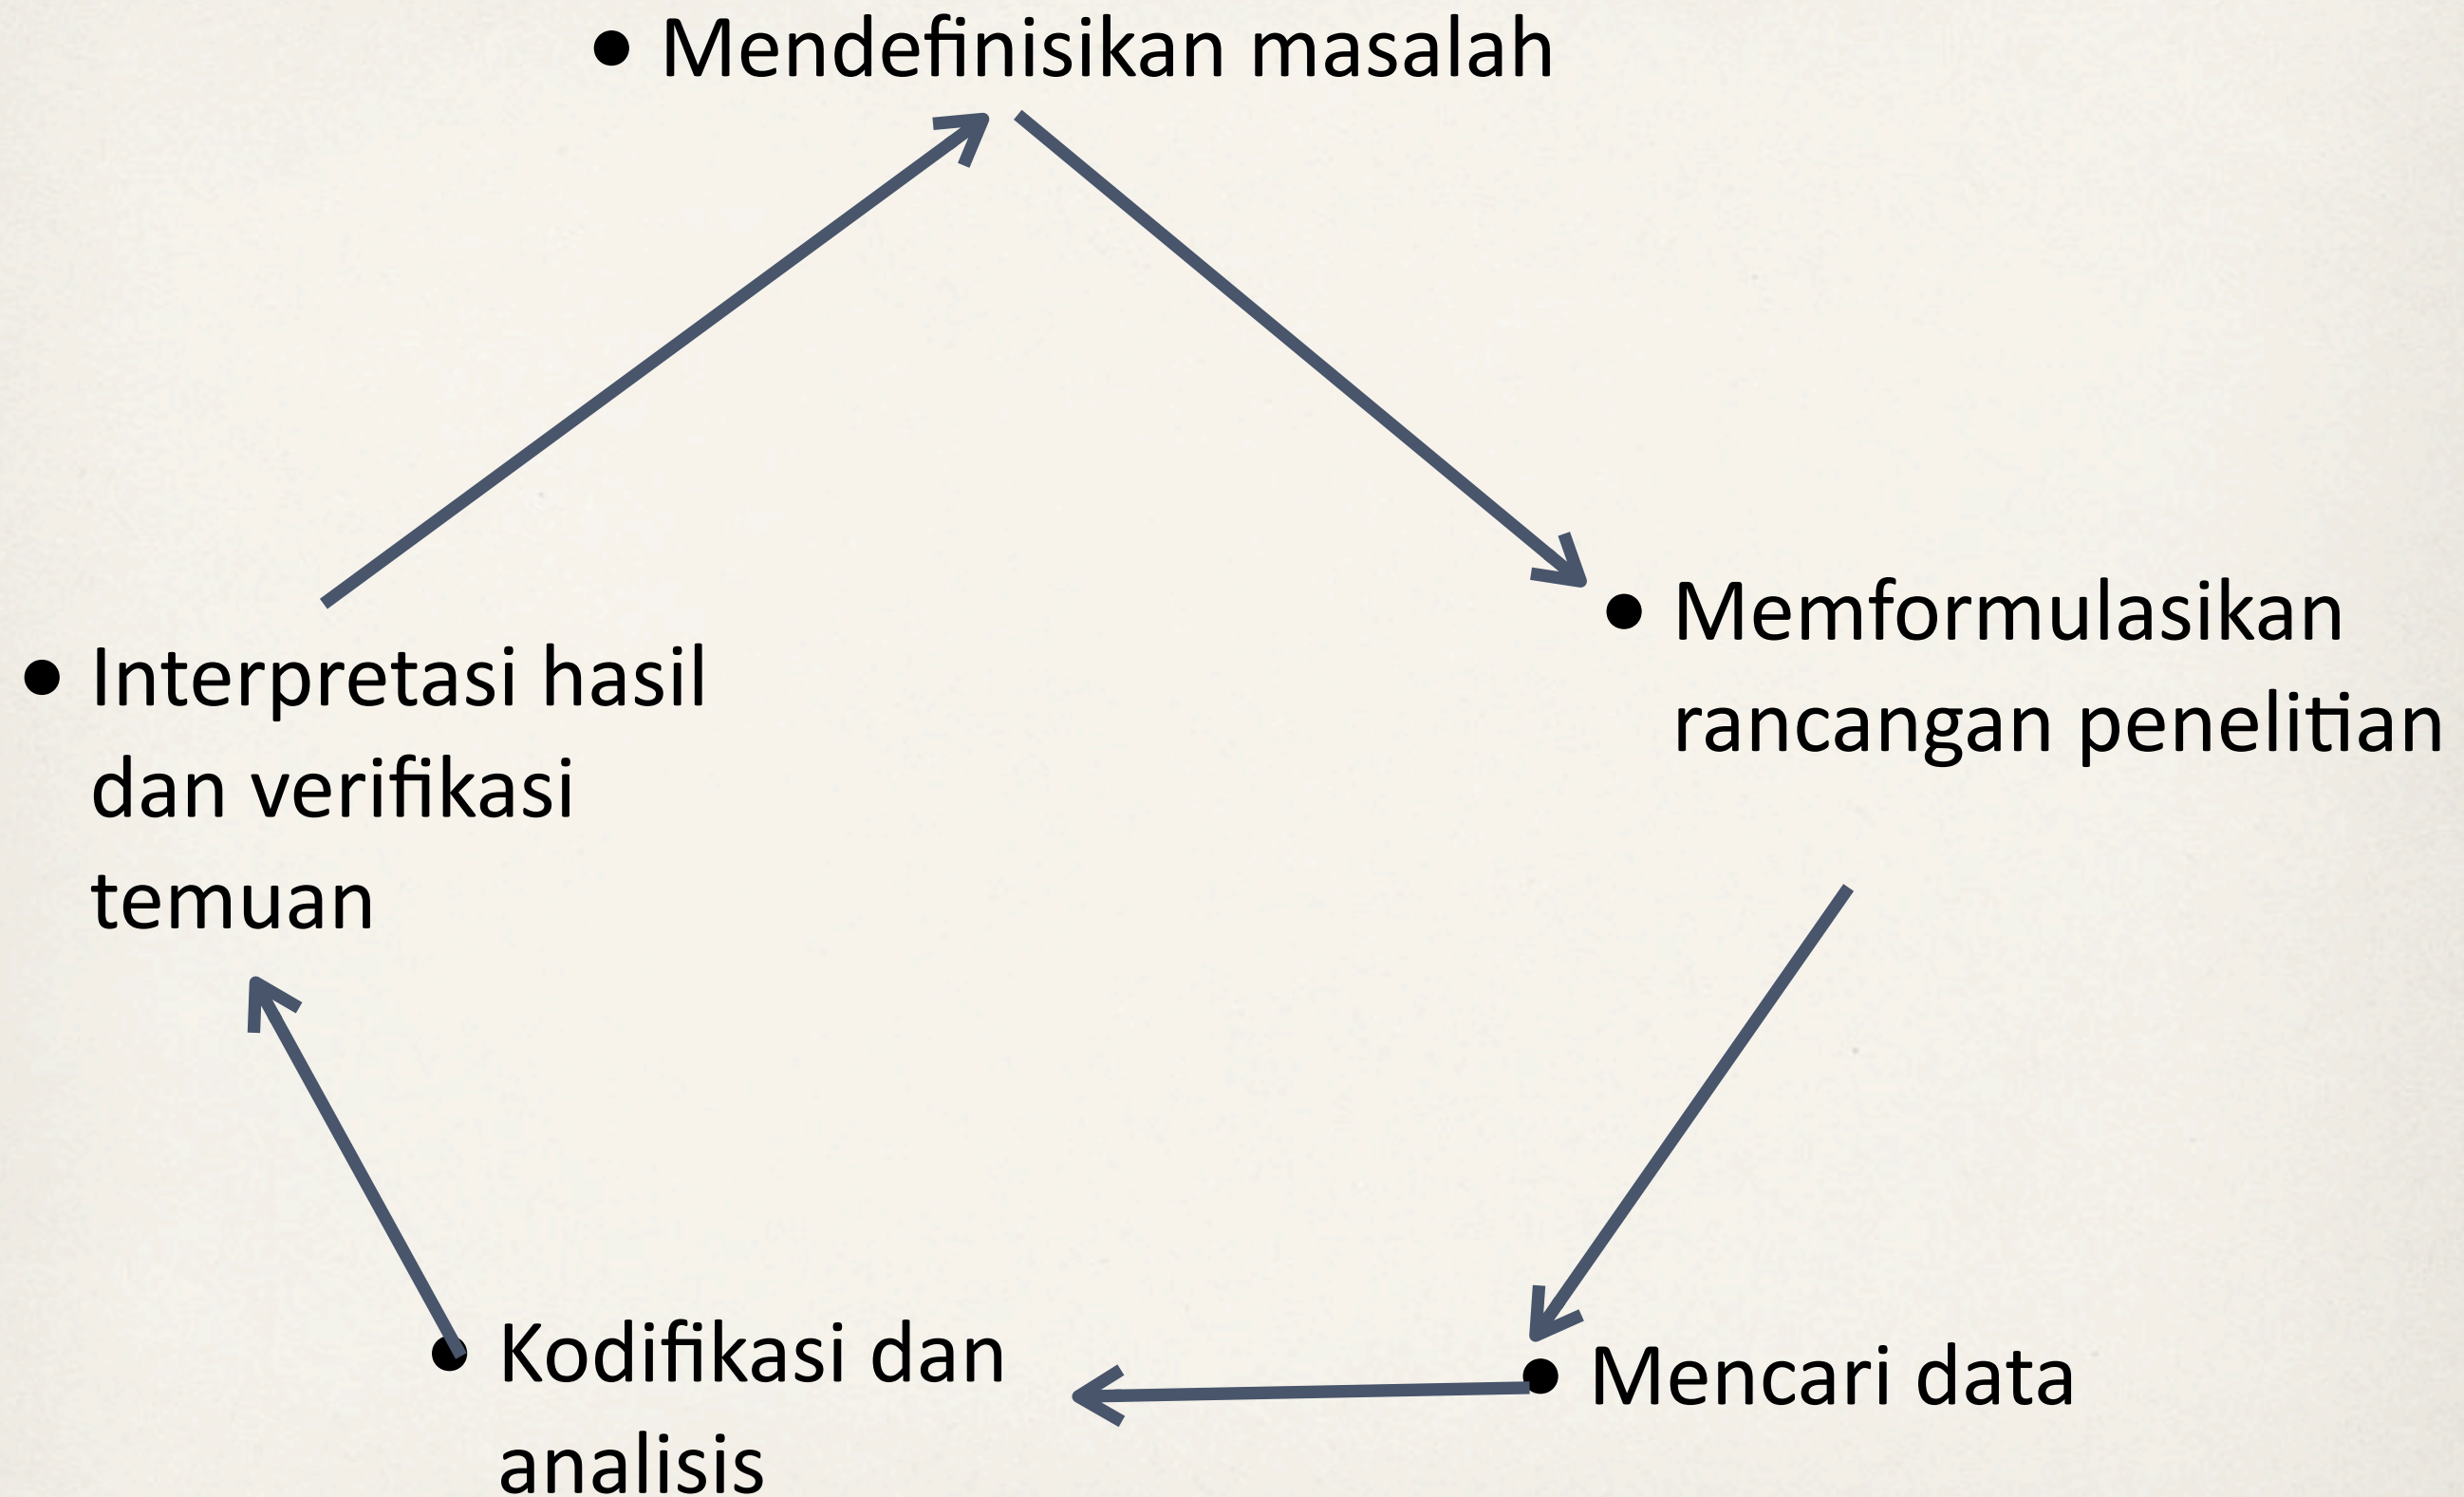 • Mendefinisikan masalah
• Memformulasikan
rancangan penelitian
• Mencari data
• Kodifikasi dan
analisis
• Interpretasi hasil
dan verifikasi
temuan